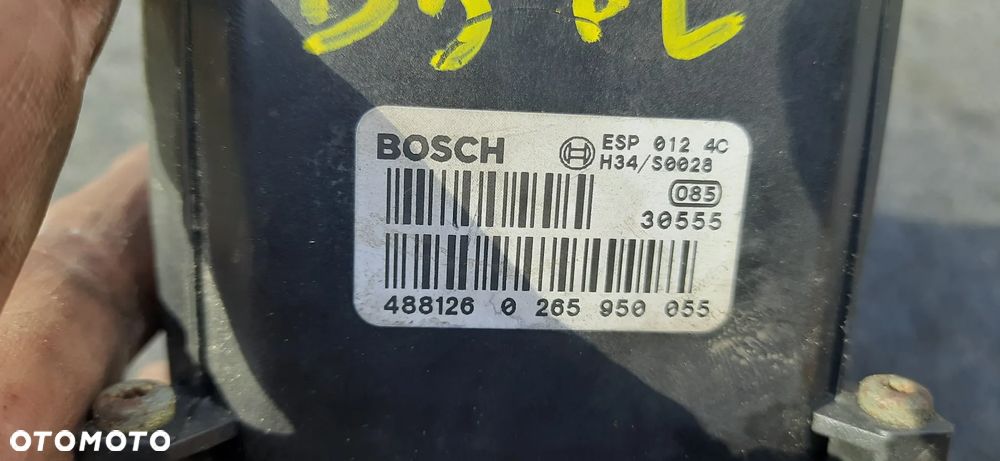 BOSCH
ESP 012 4C
H34/S0028
085
30555
488126 0 265 950 055
OTOMOTO